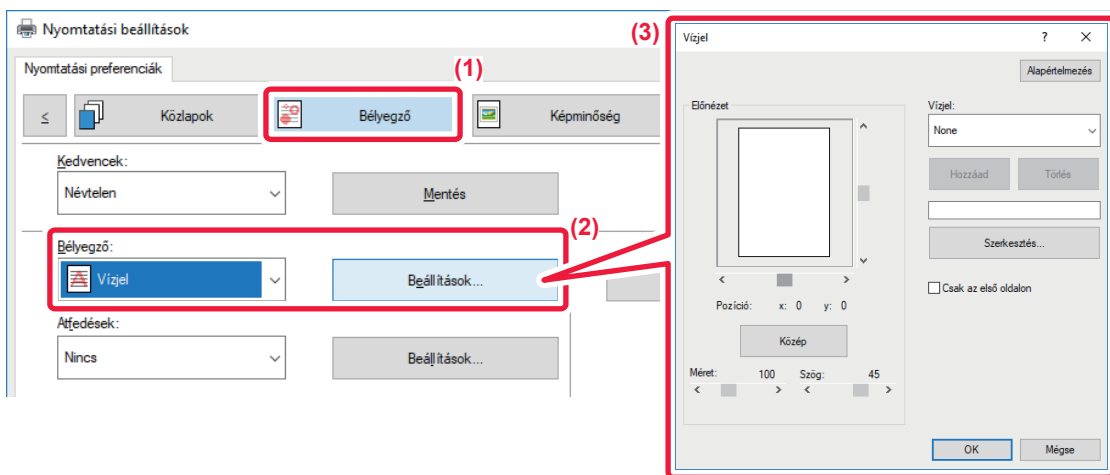 Nyomtatási beállítások
Nyomtatási preferenciák
(1)
≤
Közlapok
Bélyegző
Képminőség
Kedvencek:
Névtelen
Mentés
(2)
Bélyegző:
Vízjel
Beállítások...
Átfedések:
Nincs
Beállítások...
(3)
Vízjel
? ×
Alapértelmezés
Előnézet
Vízjel:
None
Hozzáad
Törlés
Szerkesztés...
Csak az első oldalon
Pozíció: x: 0 y: 0
Közép
Méret: 100 Szög: 45
OK
Mégse